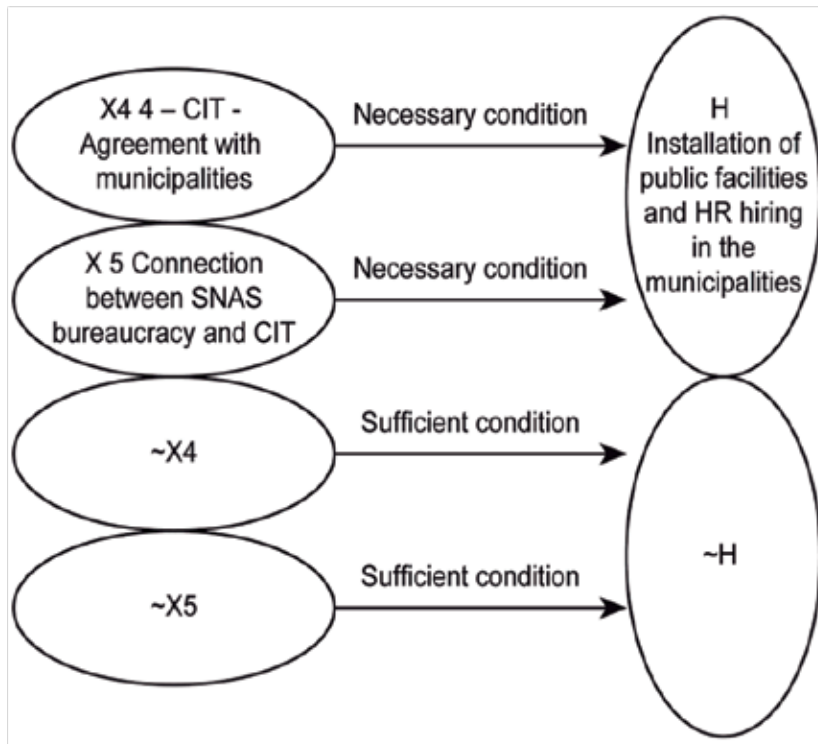 X4 4 – CIT -
Agreement with
municipalities
Necessary condition
H
Installation of
public facilities
and HR hiring
in the
municipalities
X 5 Connection
between SNAS
bureaucracy and CIT
Necessary condition
~X4
Sufficient condition
~H
~X5
Sufficient condition